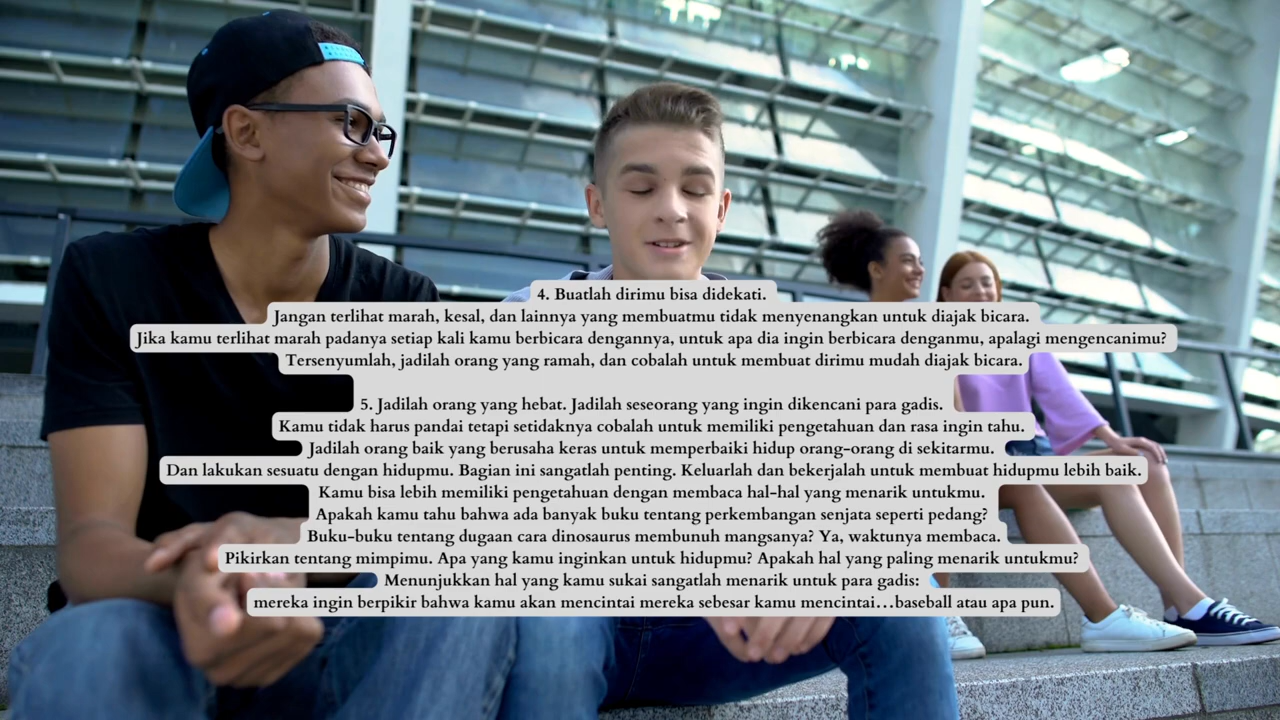 4. Buatlah dirimu bisa didekati.
Jangan terlihat marah, kesal, dan lainnya yang membuatmu tidak menyenangkan untuk diajak bicara.
Jika kamu terlihat marah padanya setiap kali kamu berbicara dengannya, untuk apa dia ingin berbicara denganmu, apalagi mengencanimu?
Tersenyumlah, jadilah orang yang ramah, dan cobalah untuk membuat dirimu mudah diajak bicara.
5. Jadilah orang yang hebat. Jadilah seseorang yang ingin dikencani para gadis.
Kamu tidak harus pandai tetapi setidaknya cobalah untuk memiliki pengetahuan dan rasa ingin tahu.
Jadilah orang baik yang berusaha keras untuk memperbaiki hidup orang-orang di sekitarmu.
Dan lakukan sesuatu dengan hidupmu. Bagian ini sangatlah penting. Keluarlah dan bekerjalah untuk membuat hidupmu lebih baik.
Kamu bisa lebih memiliki pengetahuan dengan membaca hal-hal yang menarik untukmu.
Apakah kamu tahu bahwa ada banyak buku tentang perkembangan senjata seperti pedang?
Buku-buku tentang dugaan cara dinosaurus membunuh mangsanya? Ya, waktunya membaca.
Pikirkan tentang mimpimu. Apa yang kamu inginkan untuk hidupmu? Apakah hal yang paling menarik untukmu?
Menunjukkan hal yang kamu sukai sangatlah menarik untuk para gadis:
mereka ingin berpikir bahwa kamu akan mencintai mereka sebesar kamu mencintai...baseball atau apa pun.